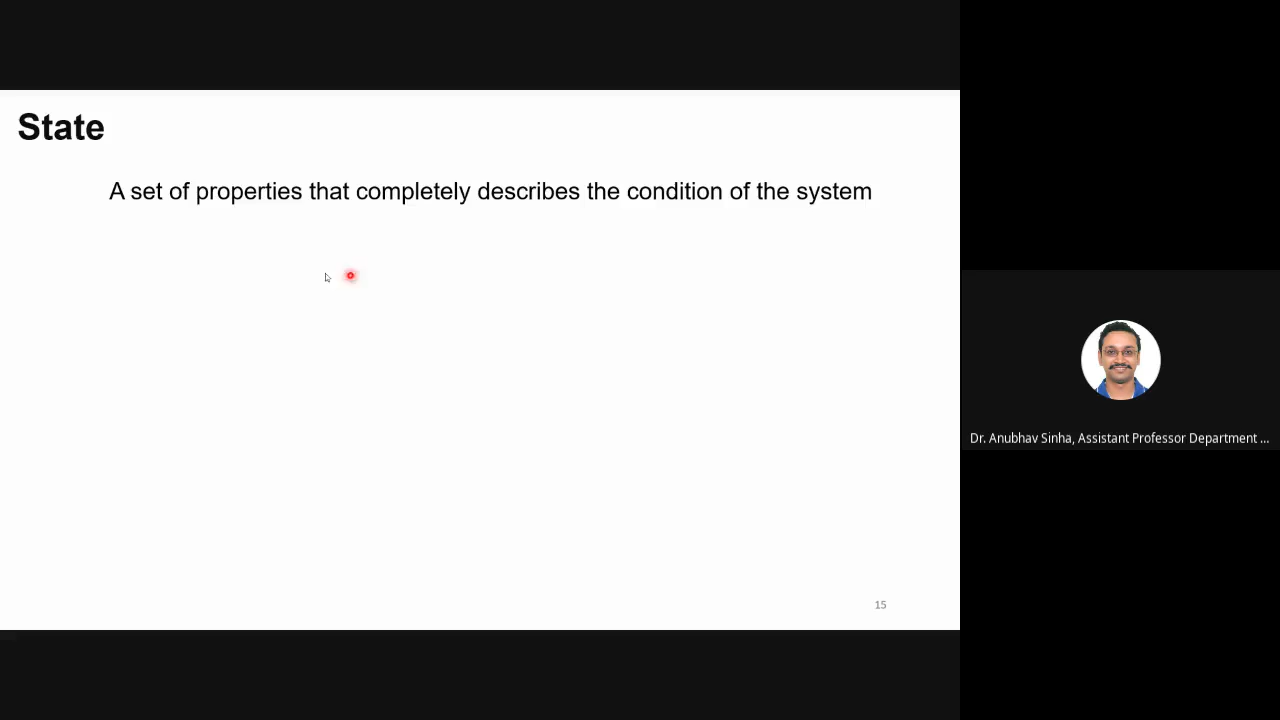 State
A set of properties that completely describes the condition of the system
Dr. Anubhav Sinha, Assistant Professor Department ...
15